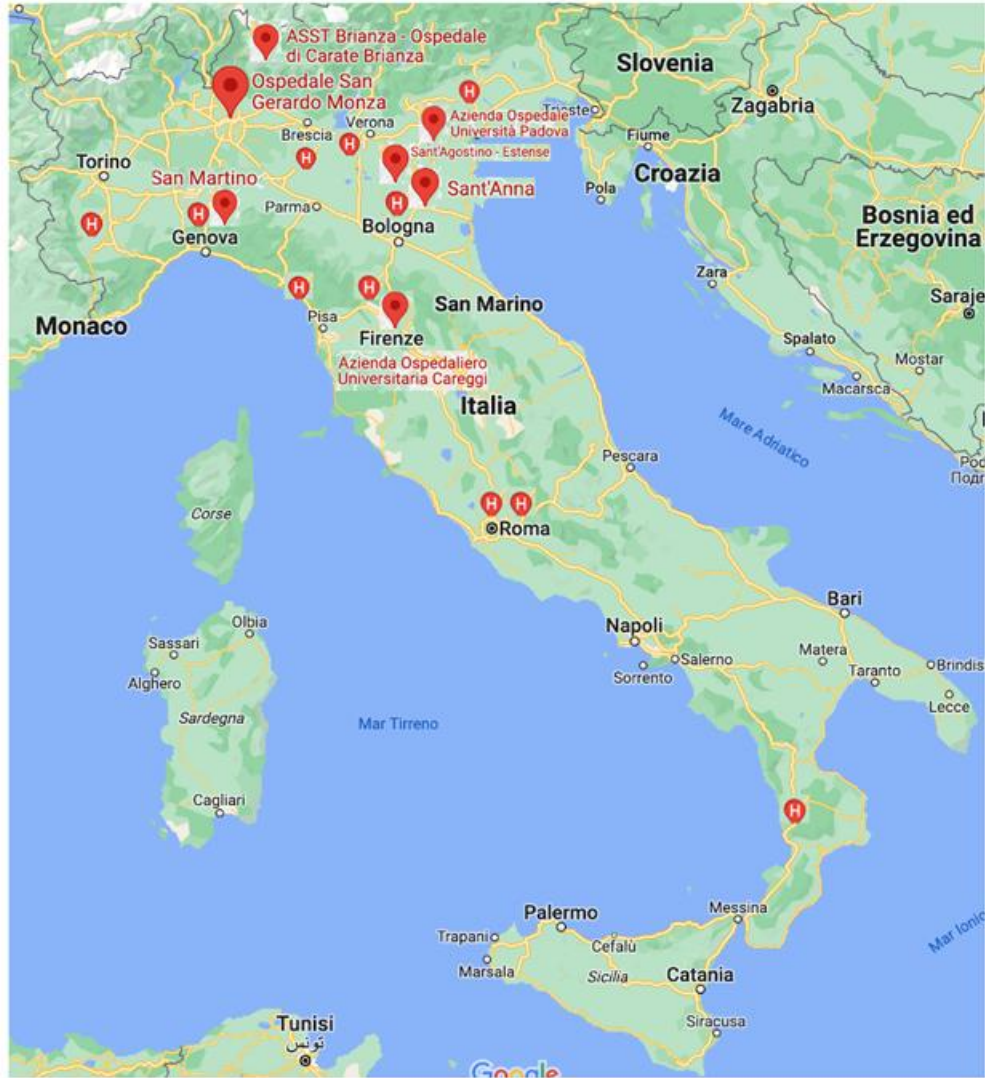 ASST Brianza - Ospedale
di Carate Brianza
Ospedale San
Gerardo Monza
Slovenia
Zagabria
Trieste
Azienda Ospedale
Università Padova
Brescia
Verona
H
Fiume
Sant'Agostino - Estense
H
H
Torino
Croazia
San Martino
Sant'Anna
Pola
Parma
H
H
H
Bologna
Bosnia ed
Erzegovina
Genova
Zara
H
H
San Marino
Saraje
Pisa
Monaco
Firenze
Spalato
Mostar
Azienda Ospedaliero
Universitaria Careggi
Macarsca
Italia
Mare Adriatico
Pescara
Pod
Подг
H
H
Corse
Roma
Bari
Olbia
Napoli
Sassari
Salerno
Matera
Brindis
Alghero
Sorrento
Taranto
Lecce
Sardegna
Mar Tirreno
Cagliari
H
Palermo
Messina
Trapani
Cefalù
Mar Ionio
Marsala
Sicilia
Catania
Siracusa
Tunisi
تونس
Google